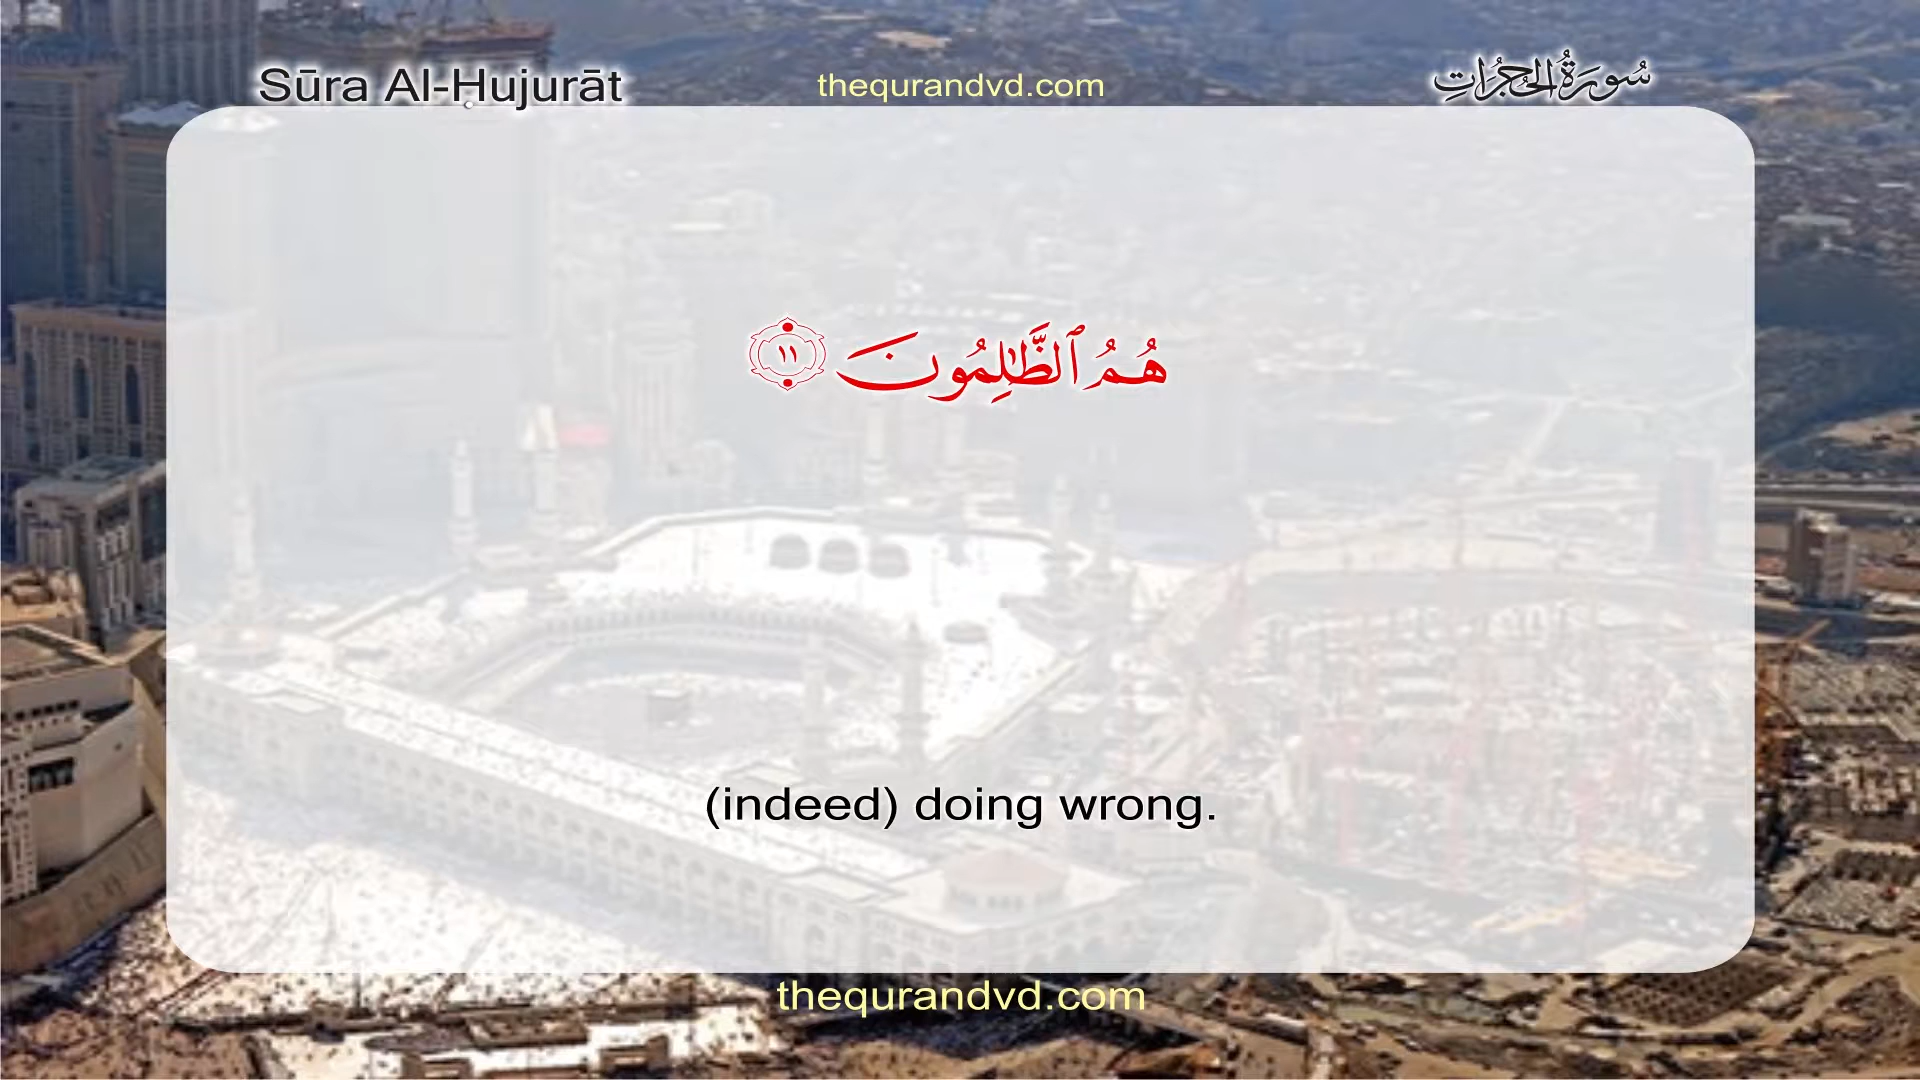 Sūra Al-Ḥujurāt
thequrandvd.com
سُورَةُ الحُجُرَاتِ
هُمُ ٱلظَّٰلِمُونَ ١١
(indeed) doing wrong.
thequrandvd.com